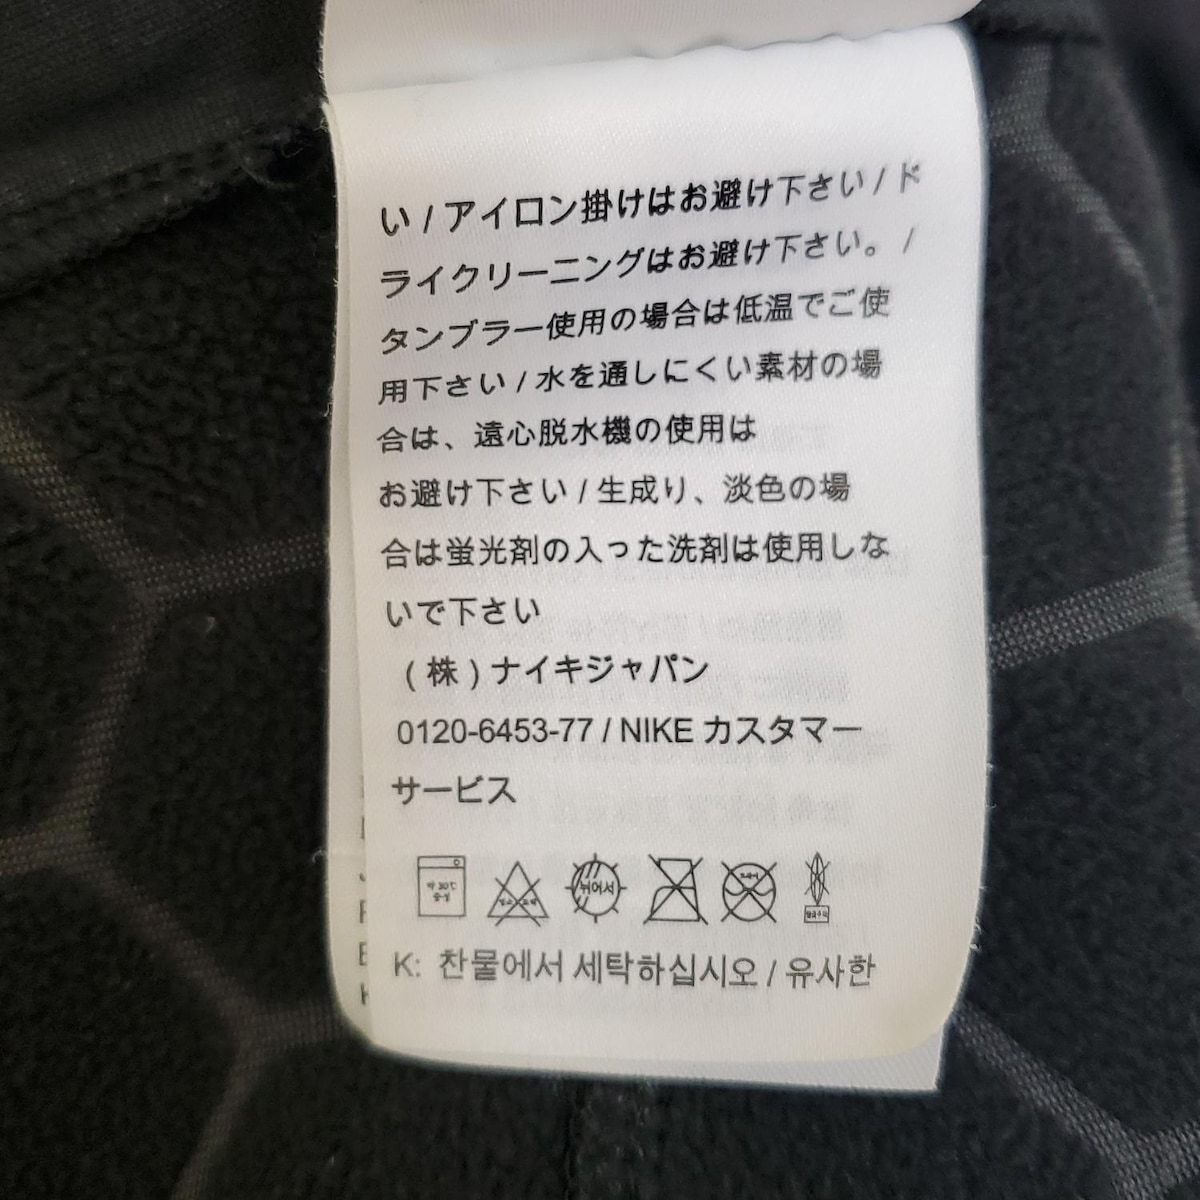 い / アイロン掛けはお避け下さい / ド
ライクリーニングはお避け下さい。 /
タンブラー使用の場合は低温でご使
用下さい / 水を通しにくい素材の場
合は、遠心脱水機の使用は
お避け下さい / 生成り、淡色の場
合は蛍光剤の入った洗剤は使用しな
いで下さい
(株)ナイキジャパン
0120-6453-77 / NIKE カスタマー
サービス
약 30℃ 중성 뉘어서
K: 찬물에서 세탁하십시오 / 유사한